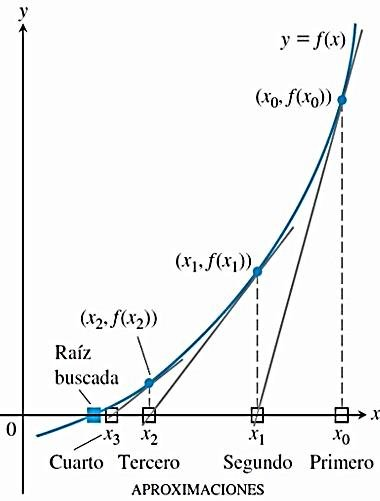 y
y = f(x)
(x₀, f(x₀))
(x₁, f(x₁))
(x₂, f(x₂))
Raíz
buscada
x
0
x₃ x₂ x₁ x₀
Cuarto Tercero Segundo Primero
APROXIMACIONES